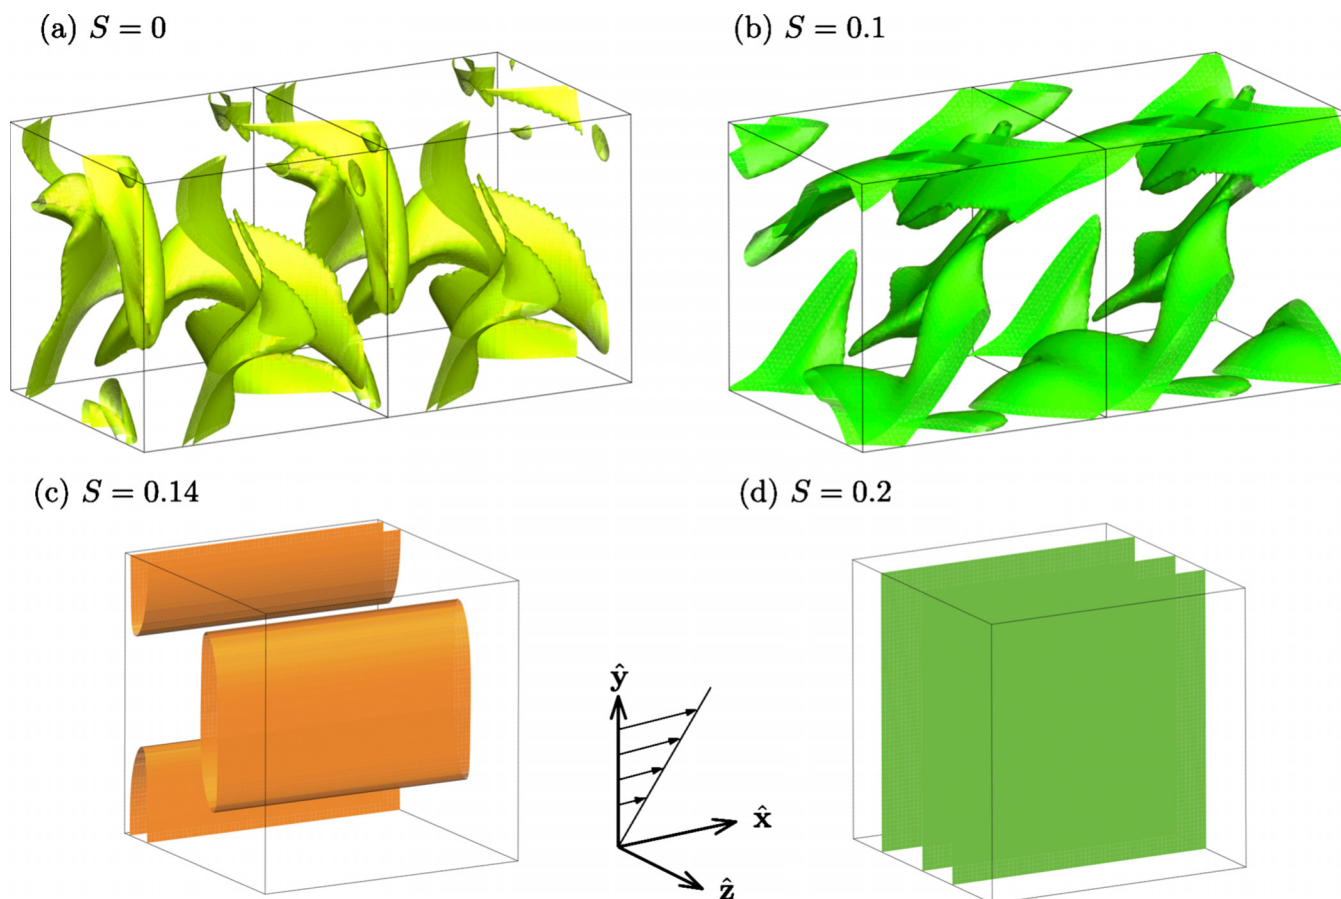 (a) S = 0
(b) S = 0.1
(c) S = 0.14
(d) S = 0.2
ŷ
x̂
ẑ